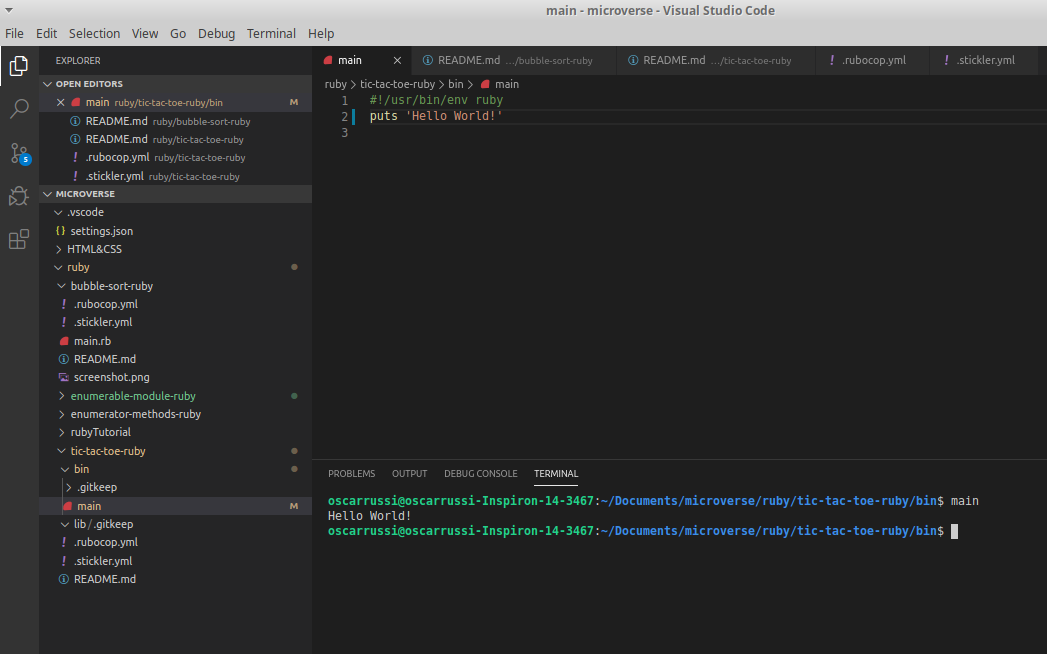 main - microverse - Visual Studio Code
File Edit Selection View Go Debug Terminal Help
EXPLORER
OPEN EDITORS
main ruby/tic-tac-toe-ruby/bin M
README.md ruby/bubble-sort-ruby
README.md ruby/tic-tac-toe-ruby
! .rubocop.yml ruby/tic-tac-toe-ruby
! .stickler.yml ruby/tic-tac-toe-ruby
5
MICROVERSE
.vscode
{} settings.json
HTML&CSS
ruby
bubble-sort-ruby
! .rubocop.yml
! .stickler.yml
main.rb
README.md
screenshot.png
enumerable-module-ruby
enumerator-methods-ruby
rubyTutorial
tic-tac-toe-ruby
bin
.gitkeep
main M
lib / .gitkeep
! .rubocop.yml
! .stickler.yml
README.md
main README.md .../bubble-sort-ruby README.md .../tic-tac-toe-ruby ! .rubocop.yml ! .stickler.yml
ruby > tic-tac-toe-ruby > bin > main
1 #!/usr/bin/env ruby
2 puts 'Hello World!'
3
PROBLEMS OUTPUT DEBUG CONSOLE TERMINAL
oscarrussi@oscarrussi-Inspiron-14-3467:~/Documents/microverse/ruby/tic-tac-toe-ruby/bin$ main
Hello World!
oscarrussi@oscarrussi-Inspiron-14-3467:~/Documents/microverse/ruby/tic-tac-toe-ruby/bin$